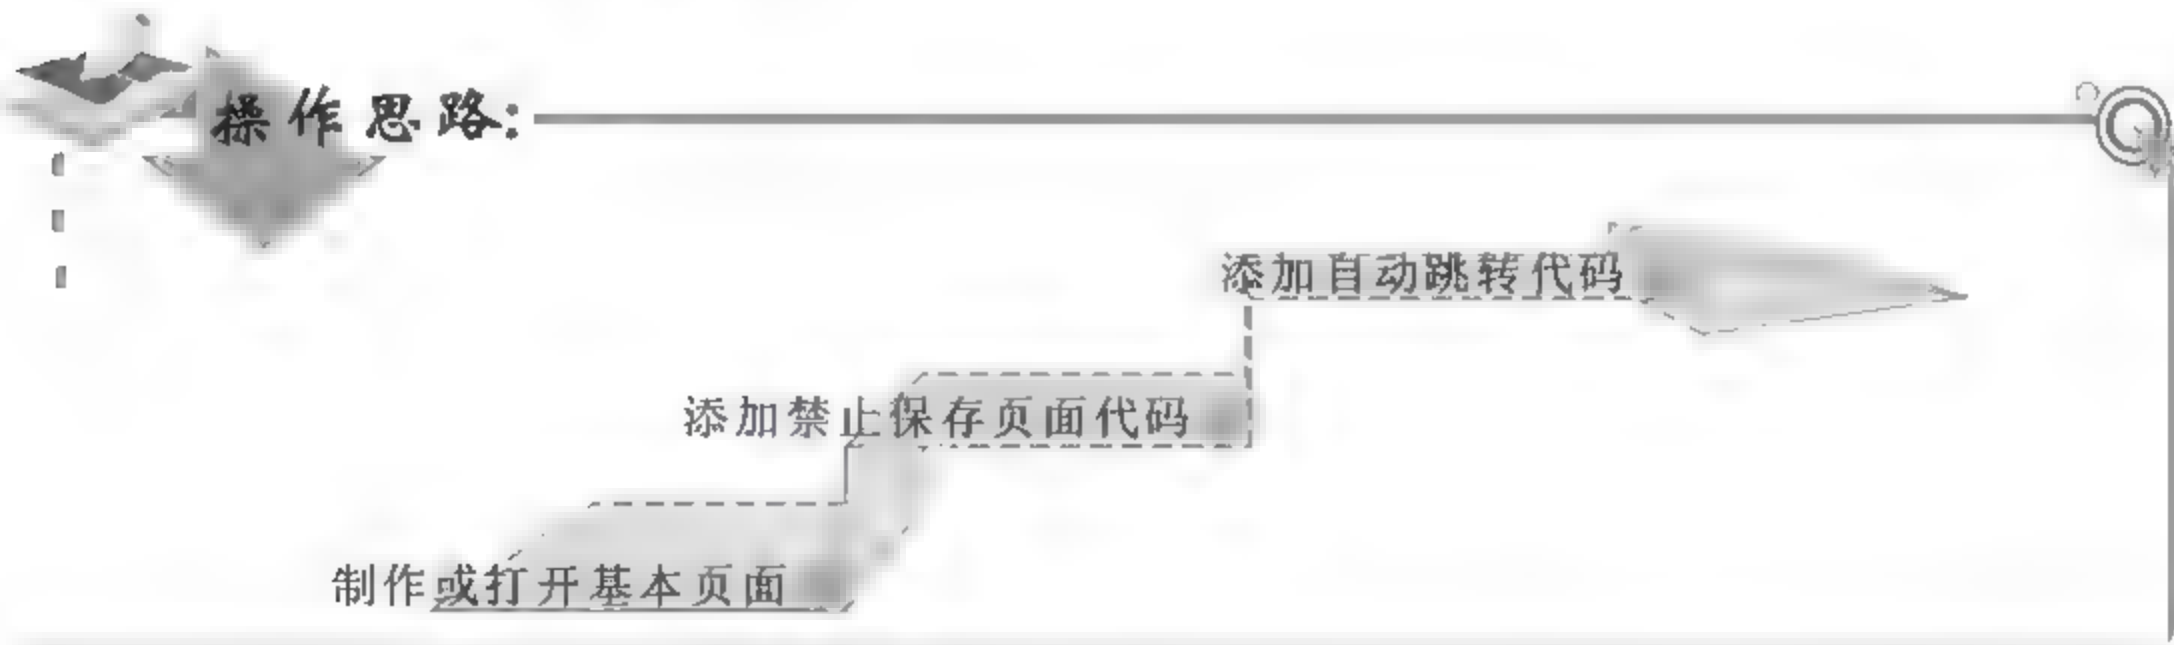 操作思路:
添加自动跳转代码
添加禁止保存页面代码
制作或打开基本页面